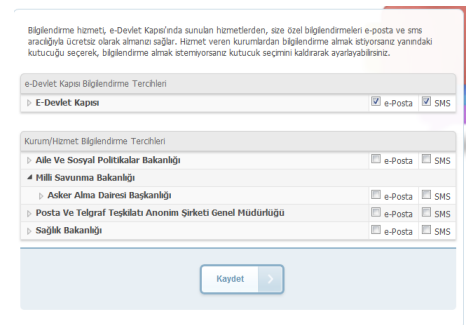 Bilgilendirme hizmeti, e-Devlet Kapısı'nda sunulan hizmetlerden, size özel bilgilendirmeleri e-posta ve sms
aracılığıyla ücretsiz olarak almanızı sağlar. Hizmet veren kurumlardan bilgilendirme almak istiyorsanız yanındaki
kutucuğu seçerek, bilgilendirme almak istemiyorsanız kutucuk seçimini kaldırarak ayarlayabilirsiniz.
e-Devlet Kapısı Bilgilendirme Tercihleri
E-Devlet Kapısı e-Posta SMS
Kurum/Hizmet Bilgilendirme Tercihleri
Aile Ve Sosyal Politikalar Bakanlığı e-Posta SMS
Milli Savunma Bakanlığı
Asker Alma Dairesi Başkanlığı e-Posta SMS
Posta Ve Telgraf Teşkilatı Anonim Şirketi Genel Müdürlüğü e-Posta SMS
Sağlık Bakanlığı e-Posta SMS
Kaydet